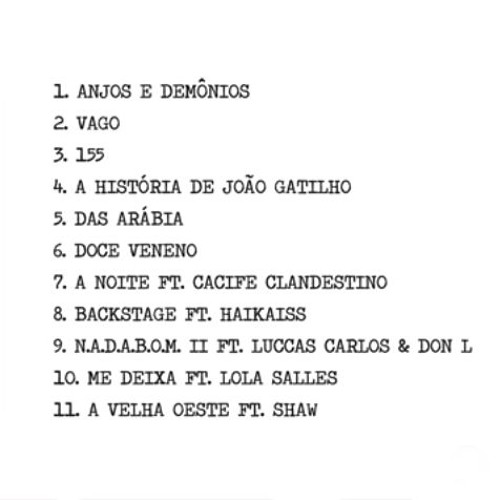 1. ANJOS E DEMÔNIOS
2. VAGO
3. 155
4. A HISTÓRIA DE JOÃO GATILHO
5. DAS ARÁBIA
6. DOCE VENENO
7. A NOITE FT. CACIFE CLANDESTINO
8. BACKSTAGE FT. HAIKAISS
9. N.A.D.A.B.O.M. II FT. LUCCAS CARLOS & DON L
10. ME DEIXA FT. LOLA SALLES
11. A VELHA OESTE FT. SHAW